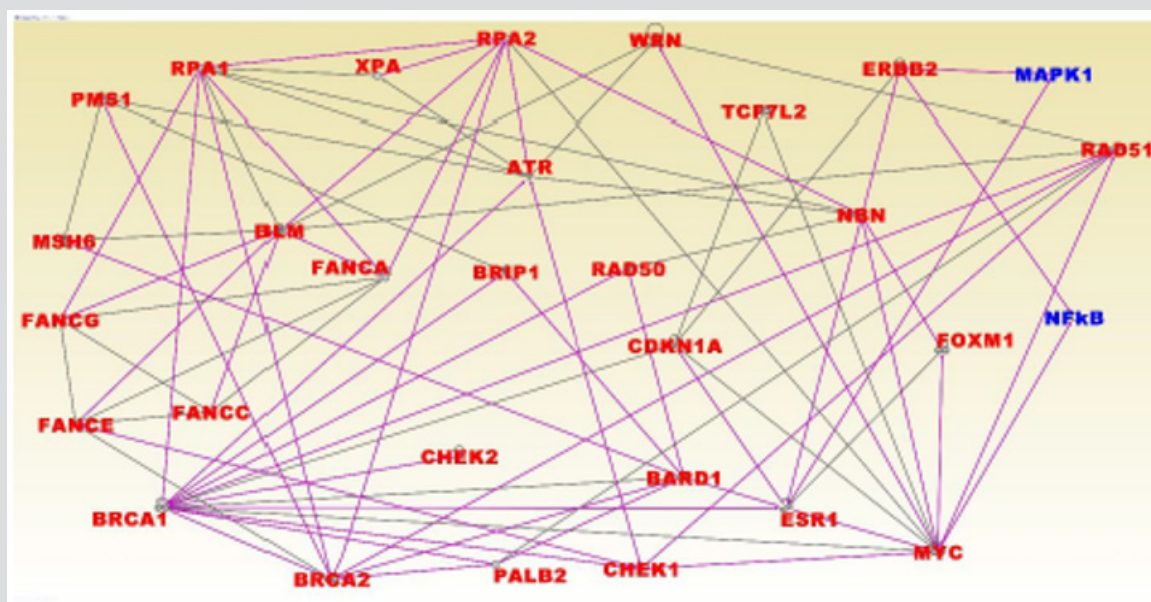 RPA2
WRN
XPA
RPA1
ERBB2
MAPK1
PMS1
TCF7L2
RAD51
ATR
NBN
BLM
MSH6
FANCA
BRIP1
RAD50
FANCG
NFkB
FOXM1
CDKN1A
FANCC
FANCE
CHEK2
BARD1
BRCA1
ESR1
MYC
CHEK1
PALB2
BRCA2